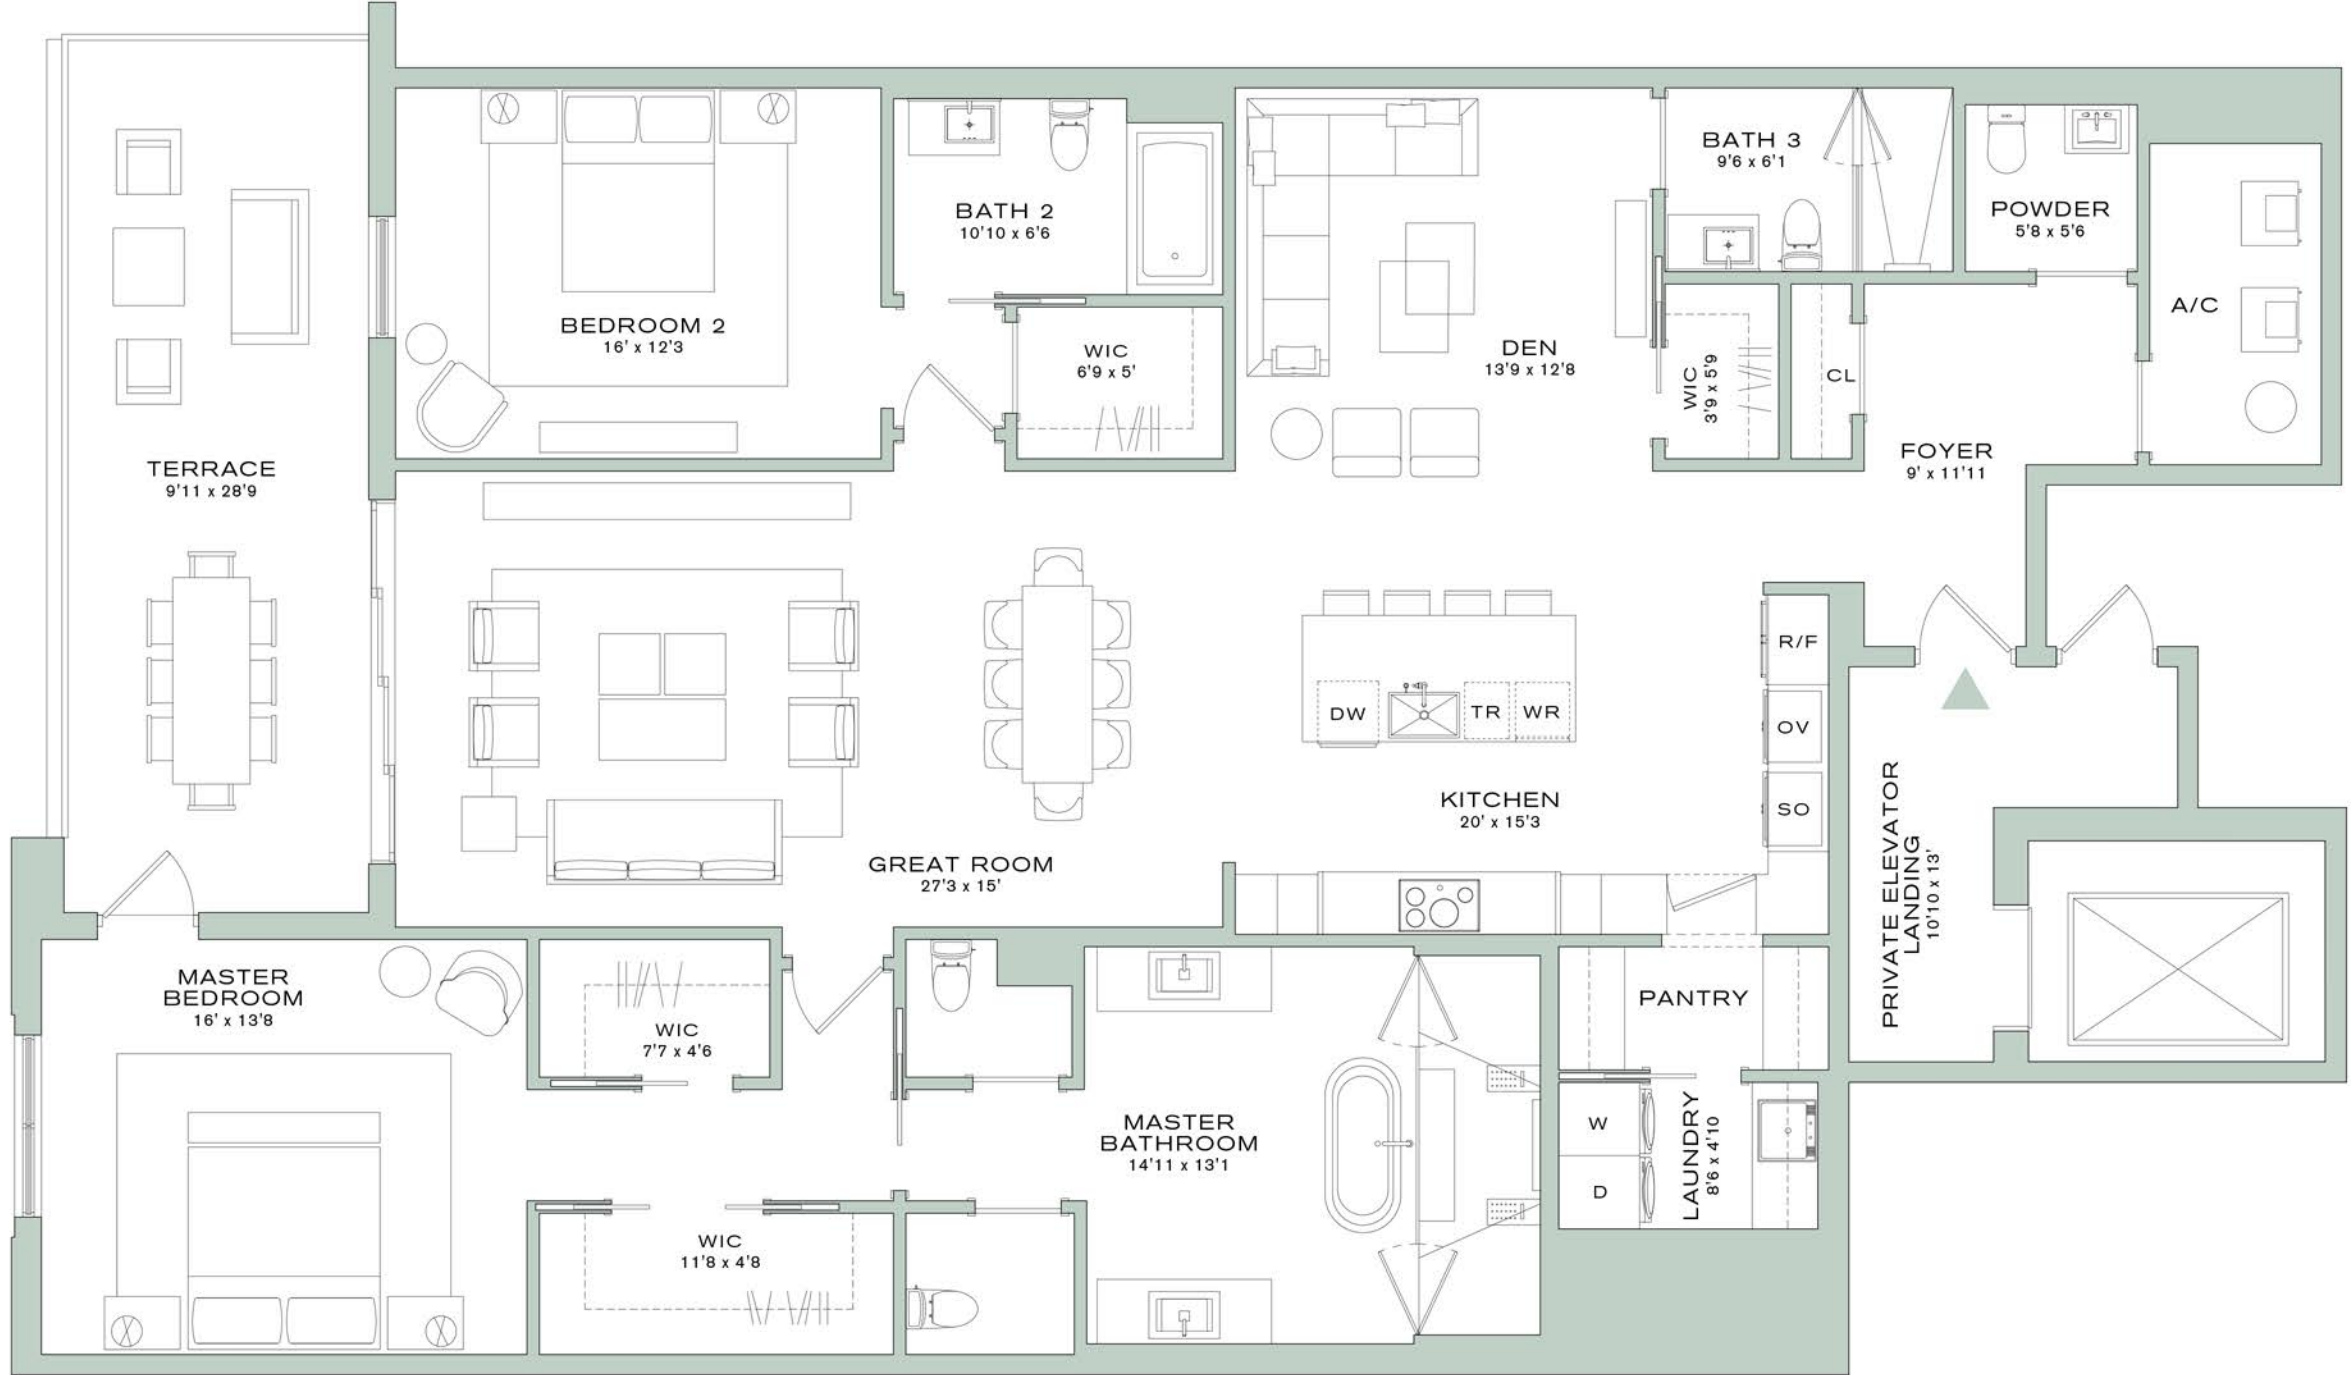 BATH 3
9'6 x 6'1
BATH 2
10'10 x 6'6
POWDER
5'8 x 5'6
A/C
BEDROOM 2
16' x 12'3
WIC
6'9 x 5'
DEN
13'9 x 12'8
WIC
3'9 x 5'9
CL
FOYER
9' x 11'11
TERRACE
9'11 x 28'9
R/F
DW
TR
WR
OV
SO
KITCHEN
20' x 15'3
GREAT ROOM
27'3 x 15'
PRIVATE ELEVATOR
LANDING
10'10 x 13'
MASTER
BEDROOM
16' x 13'8
WIC
7'7 x 4'6
PANTRY
MASTER
BATHROOM
14'11 x 13'1
W
D
LAUNDRY
8'6 x 4'10
WIC
11'8 x 4'8